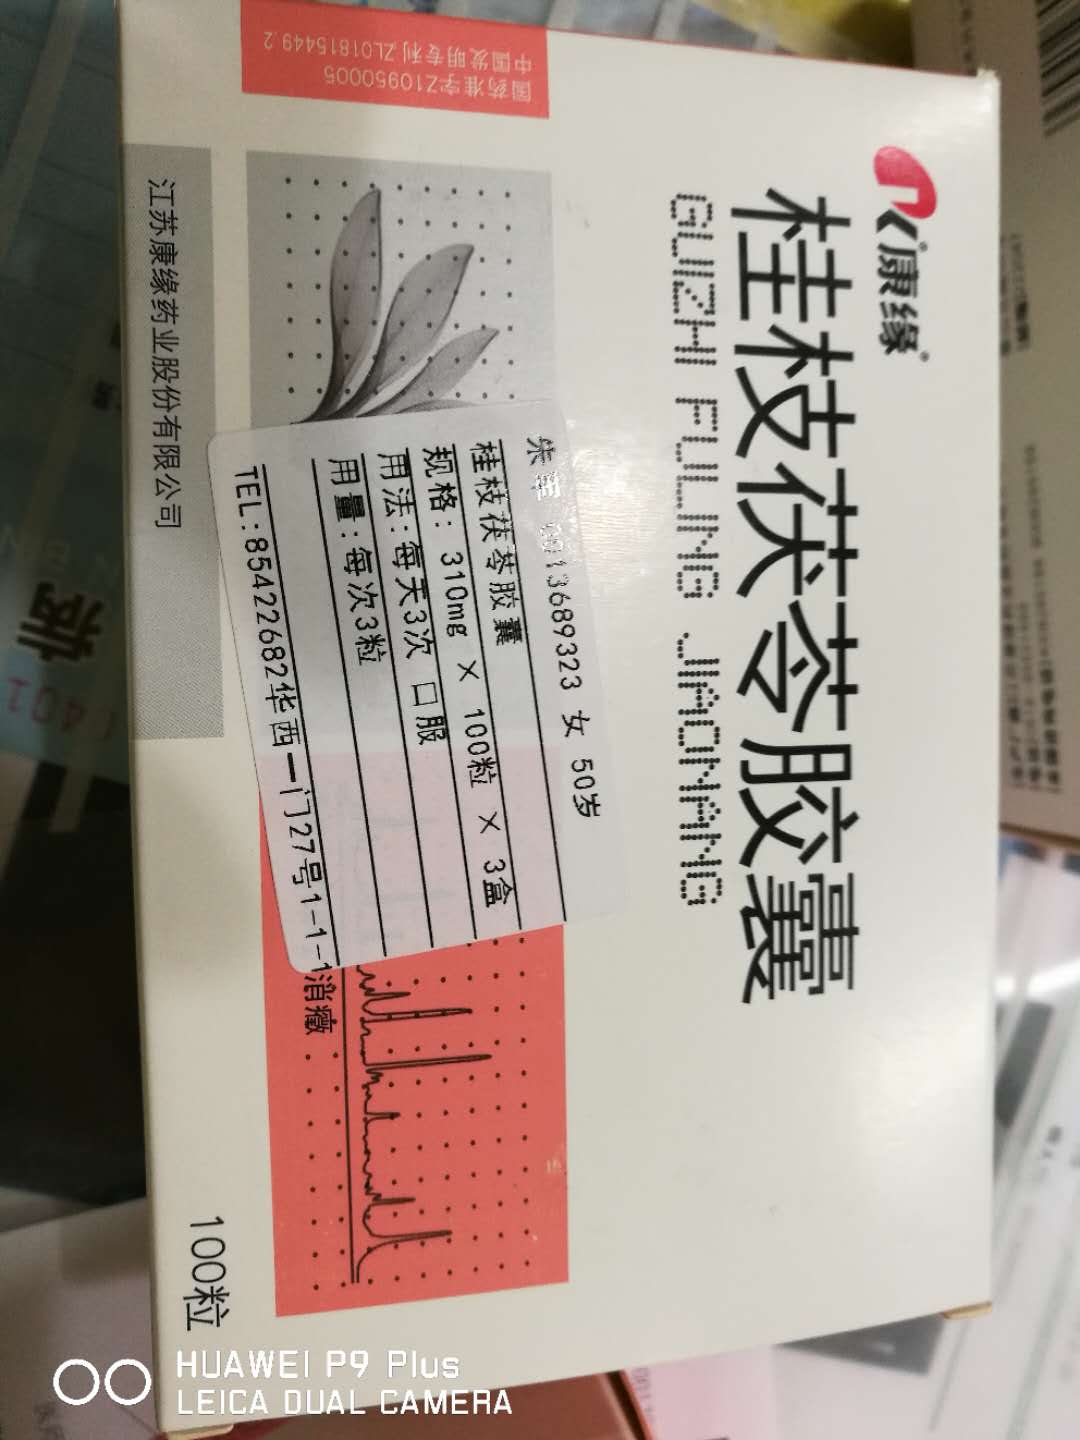 康缘
桂枝茯苓胶囊
GUIZHI FULING JIAONANG
国药准字Z10950005
中国发明专利 ZL01815449.2
0013689323 女 50岁
桂枝茯苓胶囊
规格: 310mg × 100粒 × 3盒
用法:每天3次 口服
用量:每次3粒
TEL:85422682华西一门27号1-1-1
消癥
江苏康缘药业股份有限公司
100粒
HUAWEI P9 Plus
LEICA DUAL CAMERA